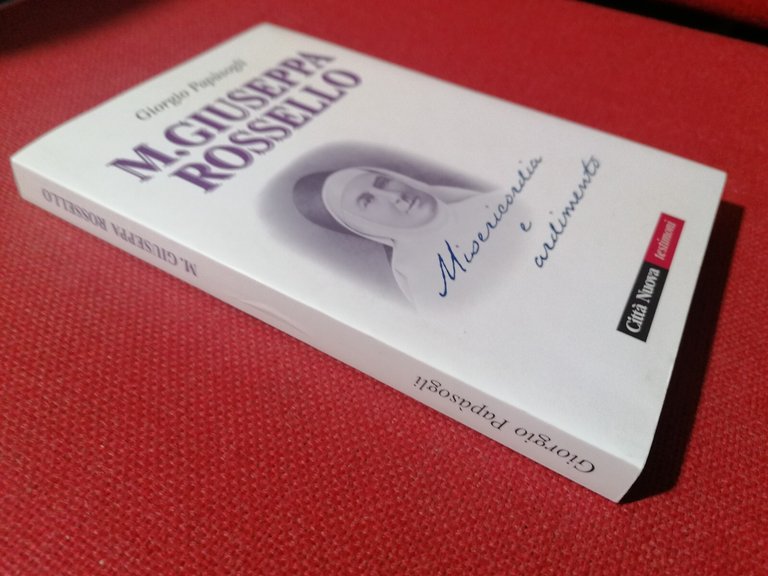 Giorgio Papàsogli
M. GIUSEPPA
ROSSELLO
Misericordia
e
ardimento
Città Nuova testimoni
M. GIUSEPPA ROSSELLO
Giorgio Papàsogli